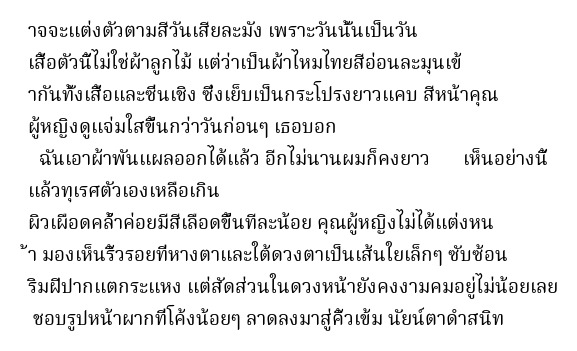 าจจะแต่งตัวตามสีวันเสียละมัง เพราะวันนั้นเป็นวัน
เสื้อตัวนี้ไม่ใช่ผ้าลูกไม้ แต่ว่าเป็นผ้าไหมไทยสีอ่อนละมุนเข้
ากันทั้งเสื้อและซิ่นเชิง ซึ่งเย็บเป็นกระโปรงยาวแคบ สีหน้าคุณ
ผู้หญิงดูแจ่มใสขึ้นกว่าวันก่อนๆ เธอบอก
ฉันเอาผ้าพันแผลออกได้แล้ว อีกไม่นานผมก็คงยาว เห็นอย่างนี้
แล้วทุเรศตัวเองเหลือเกิน
ผิวเผือดคล้ำค่อยมีสีเลือดขึ้นทีละน้อย คุณผู้หญิงไม่ได้แต่งหน
้า มองเห็นริ้วรอยที่หางตาและใต้ดวงตาเป็นเส้นใยเล็กๆ ซับซ้อน
ริมฝีปากแตกระแหง แต่สัดส่วนในดวงหน้ายังคงงามคมอยู่ไม่น้อยเลย
ชอบรูปหน้าผากที่โค้งน้อยๆ ลาดลงมาสู่คิ้วเข้ม นัยน์ตาดำสนิท